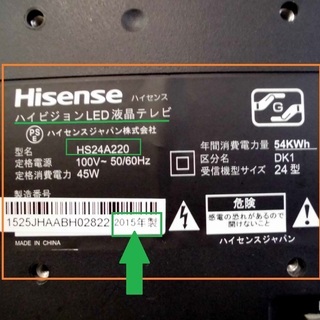 Hisense ハイセンス
ハイビジョンLED液晶テレビ
PS E ハイセンスジャパン株式会社
型名 HS24A220
定格電源 100V~ 50/60Hz
定格消費電力 45W
製造番号
1525JHAABH02822 2015年製
MADE IN CHINA
G
年間消費電力量 54KWh
区分名 DK1
受信機型サイズ 24型
危険
感電の恐れがあるので
開けないこと
ハイセンスジャパン